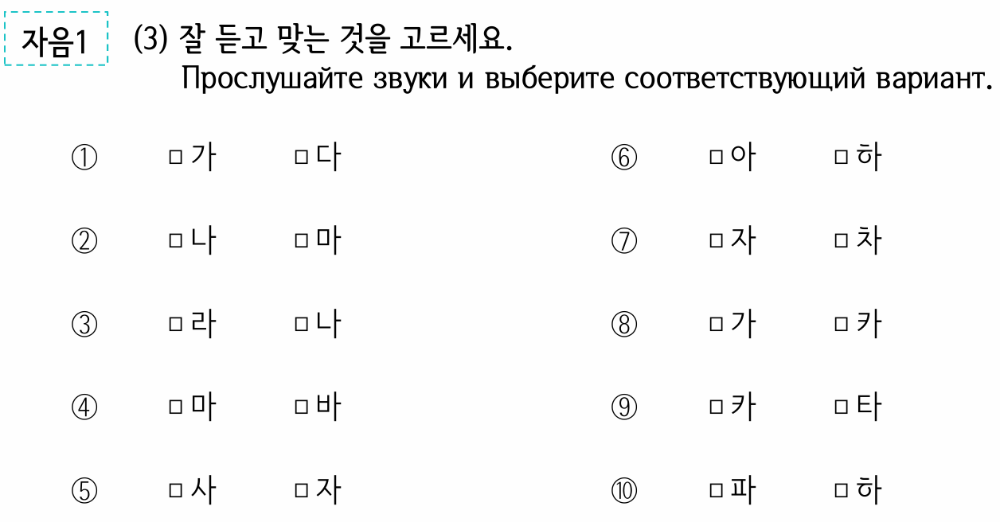 자음1 (3) 잘 듣고 맞는 것을 고르세요.
Прослушайте звуки и выберите соответствующий вариант.
① □ 가 □ 다
② □ 나 □ 마
③ □ 라 □ 나
④ □ 마 □ 바
⑤ □ 사 □ 자
⑥ □ 아 □ 하
⑦ □ 자 □ 차
⑧ □ 가 □ 카
⑨ □ 카 □ 타
⑩ □ 파 □ 하